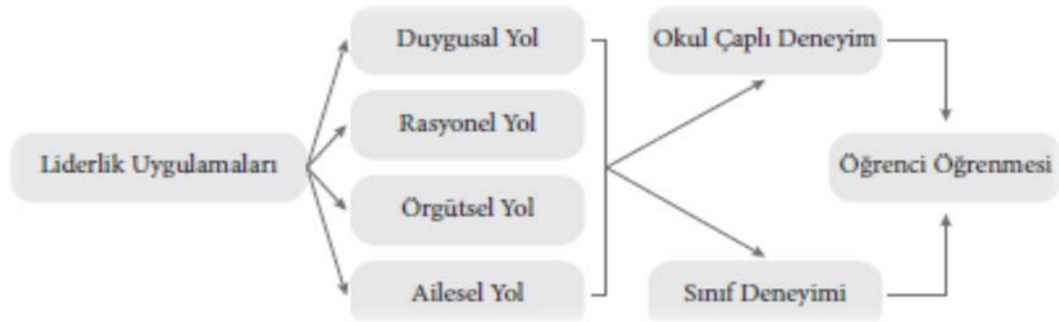 Duygusal Yol
Okul Çaplı Deneyim
Rasyonel Yol
Liderlik Uygulamaları
Öğrenci Öğrenmesi
Örgütsel Yol
Ailesel Yol
Sınıf Deneyimi